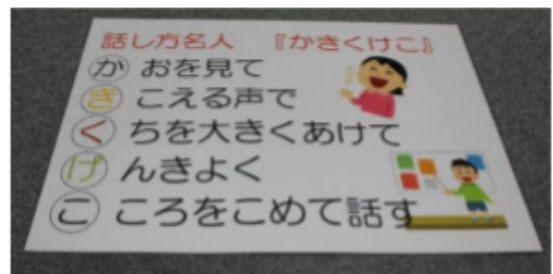 話し方名人 『かきくけこ』
か おを見て
き こえる声で
く ちを大きくあけて
げ んきよく
こ ころをこめて話す